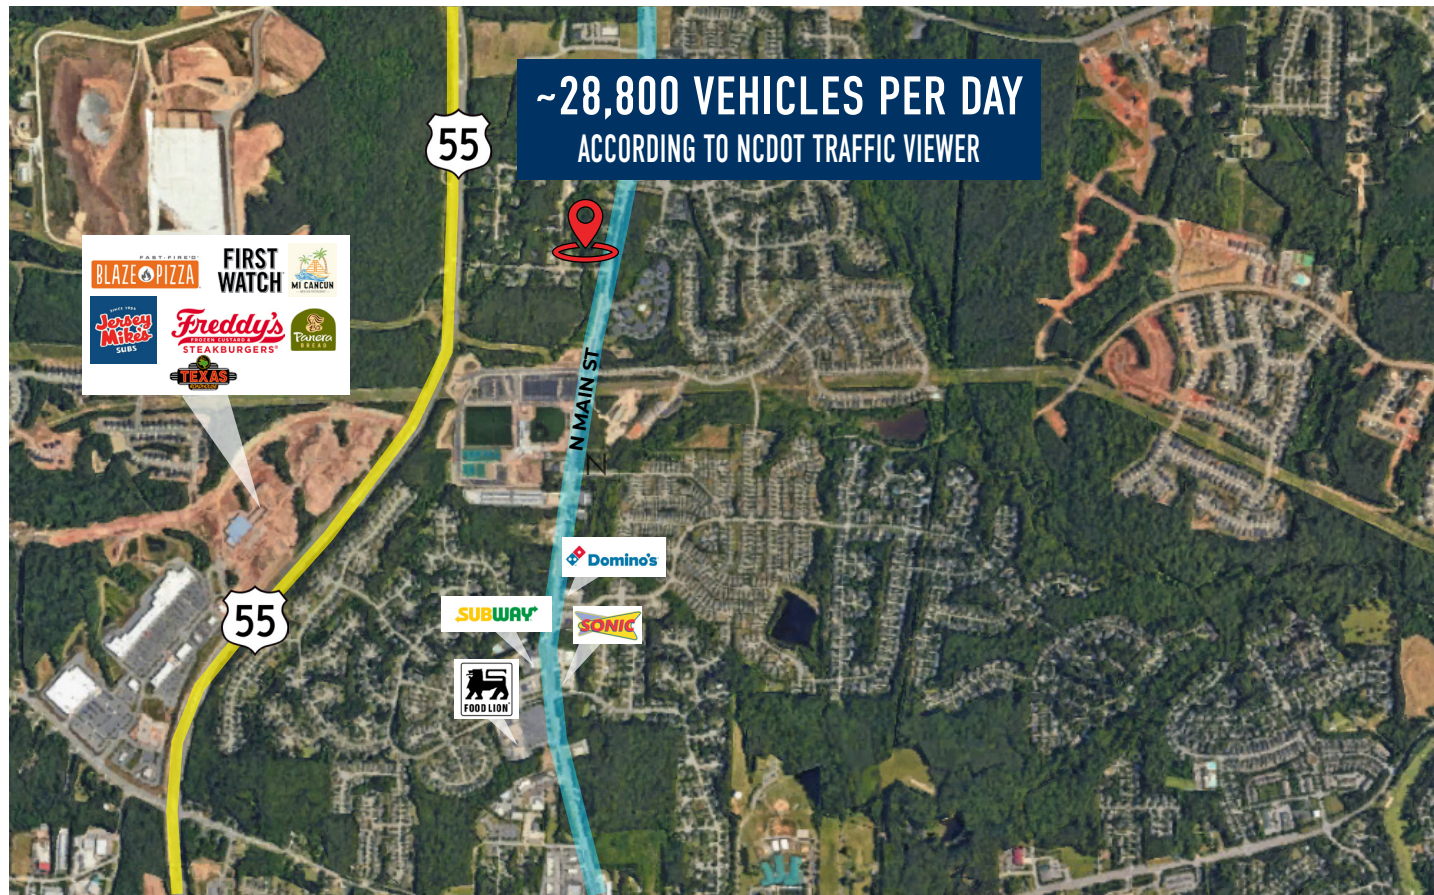 ~28,800 VEHICLES PER DAY
ACCORDING TO NCDOT TRAFFIC VIEWER
55
FAST-FIRE'D
BLAZE PIZZA
FIRST
WATCH
MI CANCUN
SINCE 1956
Jersey
Mike's
SUBS
Freddy's
FROZEN CUSTARD &
STEAKBURGERS
Panera
BREAD
TEXAS
N MAIN ST
N
Domino's
SUBWAY
SONIC
55
FOOD LION